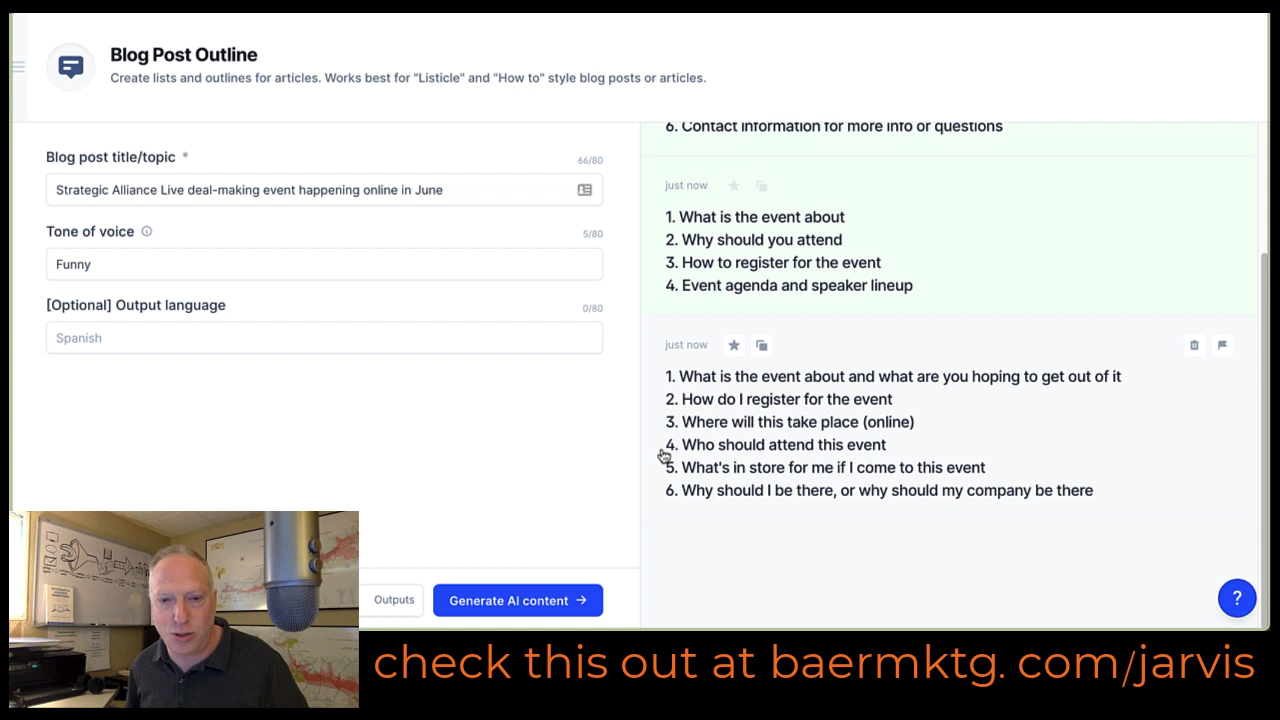 Blog Post Outline
Create lists and outlines for articles. Works best for "Listicle" and "How to" style blog posts or articles.
Blog post title/topic *
66/80
Strategic Alliance Live deal-making event happening online in June
Tone of voice
5/80
Funny
[Optional] Output language
0/80
Spanish
Outputs
Generate AI content →
6. Contact information for more info or questions
just now
1. What is the event about
2. Why should you attend
3. How to register for the event
4. Event agenda and speaker lineup
just now
1. What is the event about and what are you hoping to get out of it
2. How do I register for the event
3. Where will this take place (online)
4. Who should attend this event
5. What's in store for me if I come to this event
6. Why should I be there, or why should my company be there
?
check this out at baermktg. com/jarvis